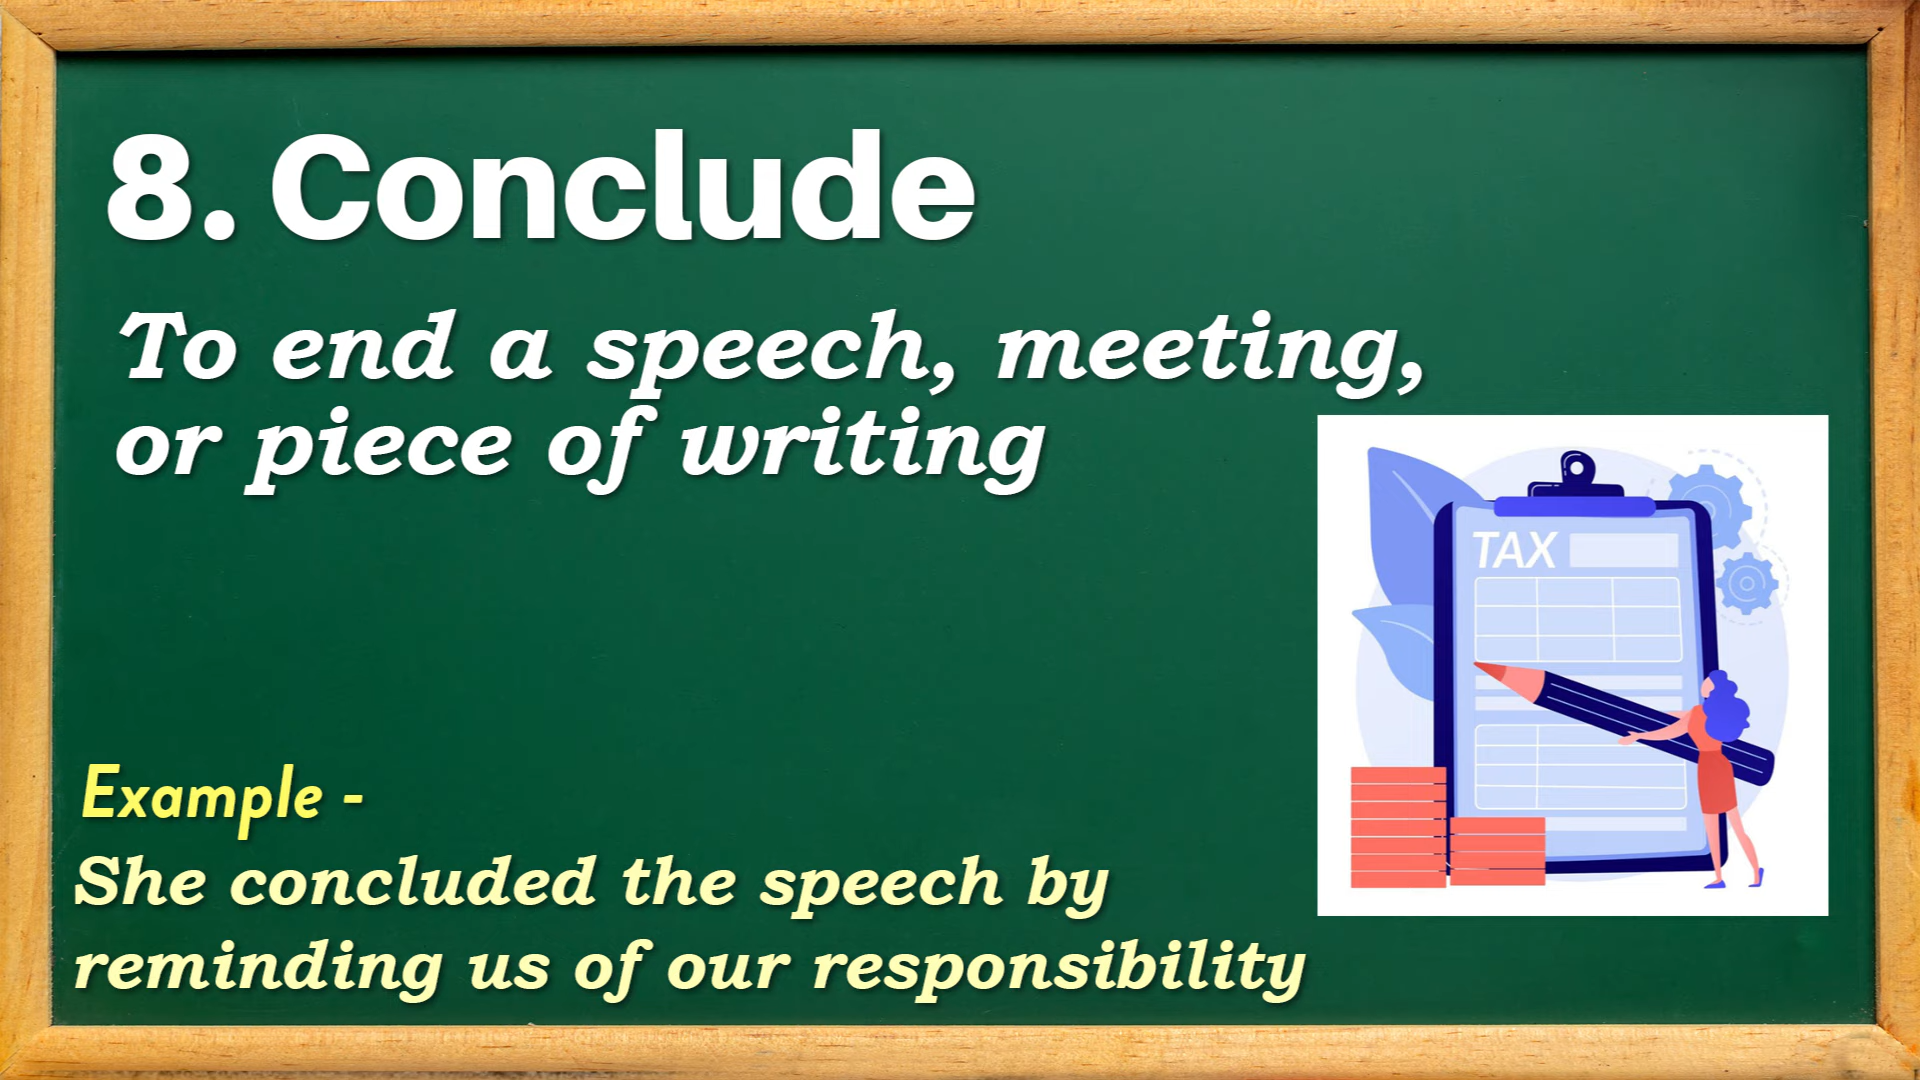 8. Conclude
To end a speech, meeting,
or piece of writing
TAX
Example -
She concluded the speech by
reminding us of our responsibility